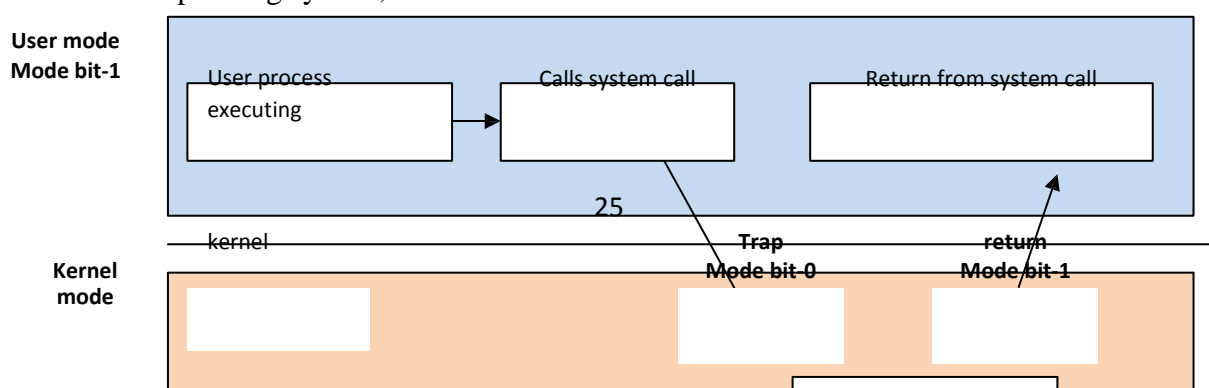 User mode
Mode bit-1
User process
executing
Calls system call
Return from system call
25
kernel
Trap
Mode bit-0
return
Mode bit-1
Kernel
mode